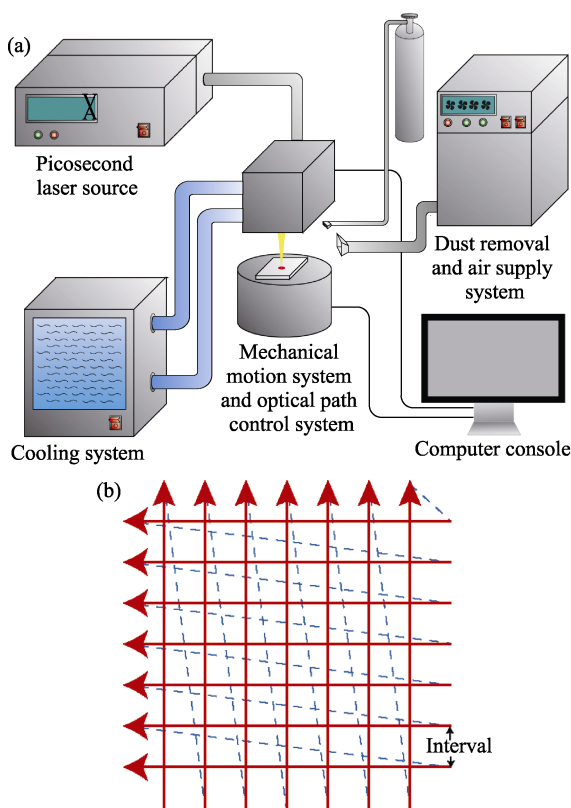 (a)
Picosecond
laser source
Dust removal
and air supply
system
Mechanical
motion system
and optical path
control system
Cooling system
Computer console
(b)
Interval